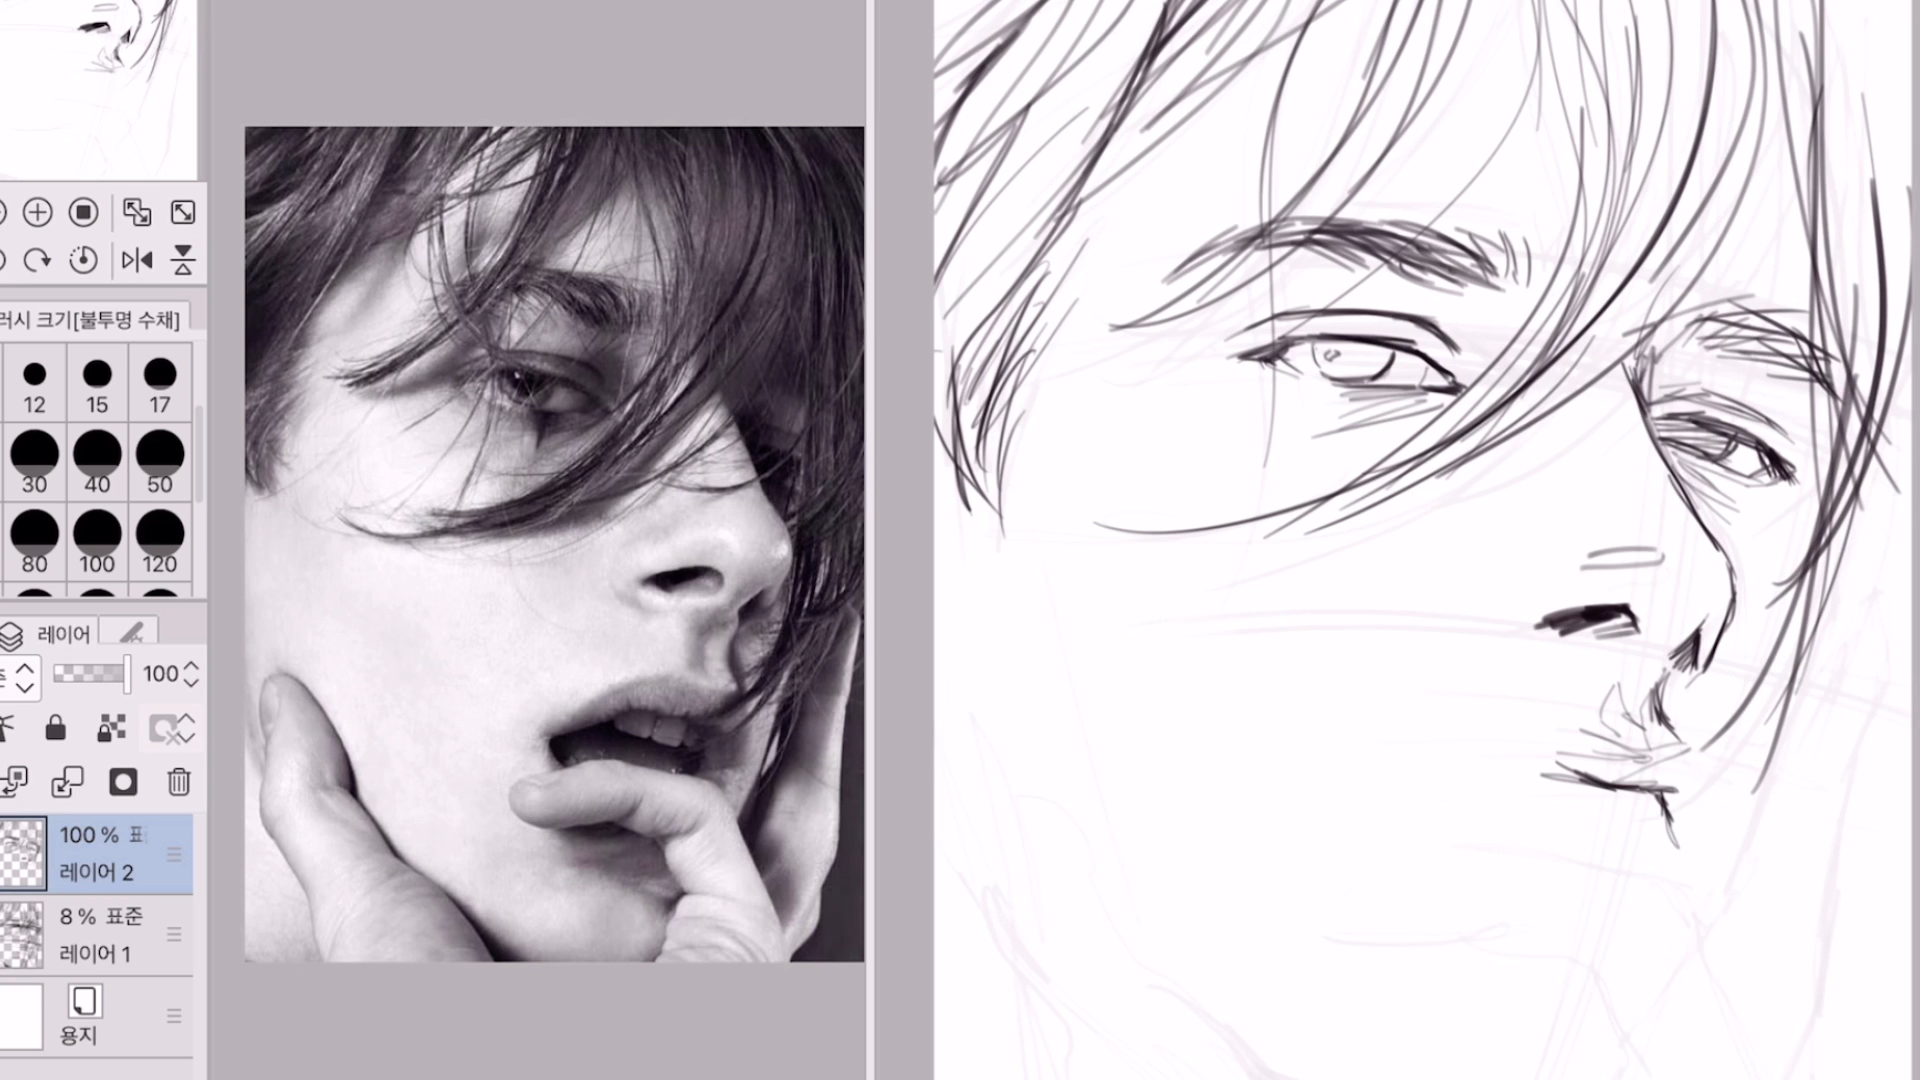 러시 크기[불투명 수채]
12 15 17
30 40 50
80 100 120
레이어
100
100 % 표
레이어 2
8 % 표준
레이어 1
용지